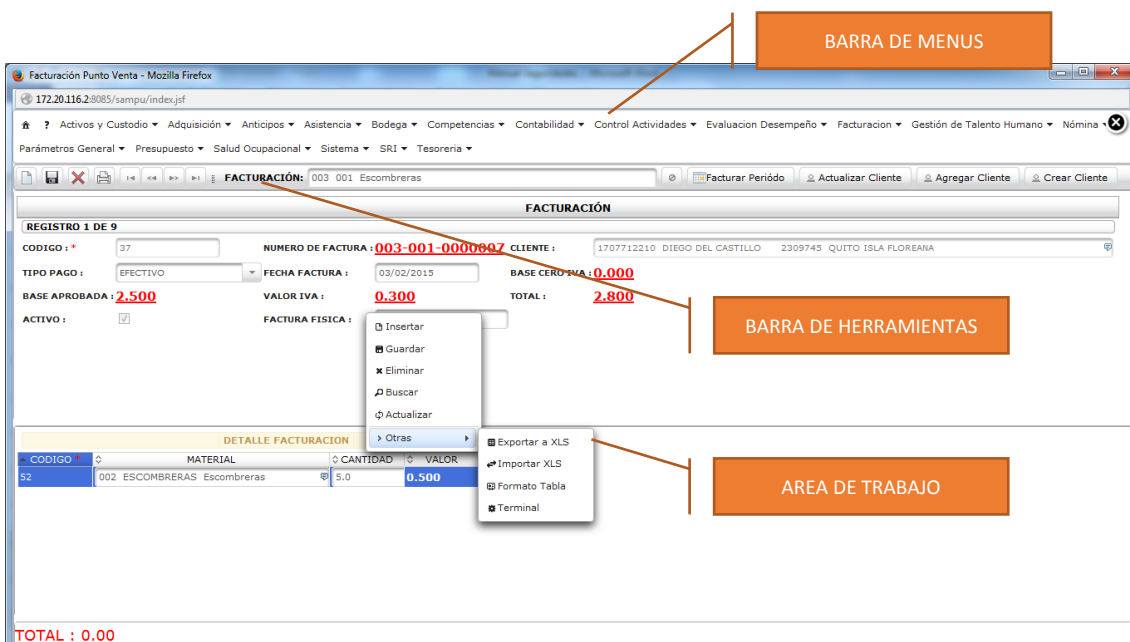 BARRA DE MENUS
Facturación Punto Venta - Mozilla Firefox
172.20.116.2:8085/sampu/index.jsf
? Activos y Custodio Adquisición Anticipos Asistencia Bodega Competencias Contabilidad Control Actividades Evaluacion Desempeño Facturacion Gestión de Talento Humano Nómina
Parámetros General Presupuesto Salud Ocupacional Sistema SRI Tesoreria
FACTURACIÓN: 003 001 Escombreras Facturar Periódo Actualizar Cliente Agregar Cliente Crear Cliente
FACTURACIÓN
REGISTRO 1 DE 9
CODIGO : * 37 NUMERO DE FACTURA : 003-001-0000007 CLIENTE : 1707712210 DIEGO DEL CASTILLO 2309745 QUITO ISLA FLOREANA
TIPO PAGO : EFECTIVO FECHA FACTURA : 03/02/2015 BASE CERO IVA : 0.000
BASE APROBADA : 2.500 VALOR IVA : 0.300 TOTAL : 2.800
ACTIVO : FACTURA FISICA :
BARRA DE HERRAMIENTAS
Insertar
Guardar
Eliminar
Buscar
Actualizar
Otras
Exportar a XLS
Importar XLS
Formato Tabla
Terminal
DETALLE FACTURACION
CODIGO * MATERIAL CANTIDAD VALOR
52 002 ESCOMBRERAS Escombreras 5.0 0.500
AREA DE TRABAJO
TOTAL : 0.00